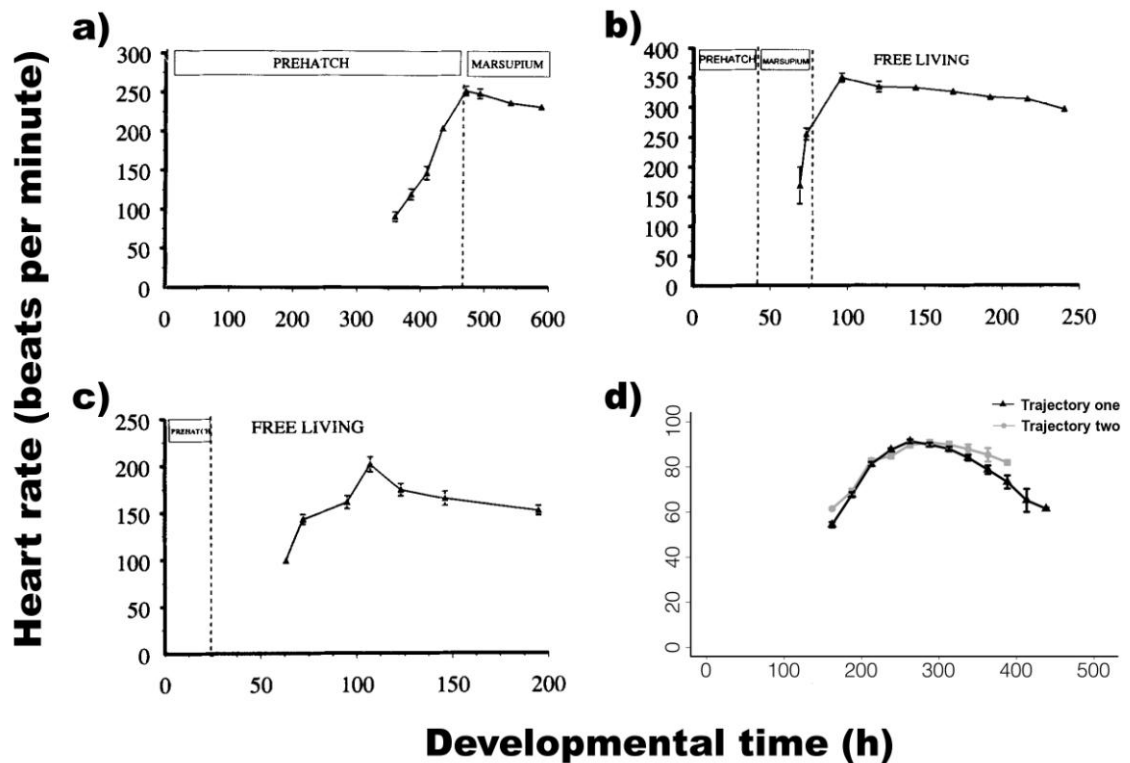 Heart rate (beats per minute)
a)
300
250
200
150
100
50
0
PREHATCH
MARSUPIUM
0 100 200 300 400 500 600
b)
400
350
300
250
200
150
100
50
0
PREHATCH
MARSUPIUM
FREE LIVING
0 50 100 150 200 250
c)
250
200
150
100
50
0
PREHATCH
FREE LIVING
0 50 100 150 200
d)
100
80
60
40
20
0
Trajectory one
Trajectory two
0 100 200 300 400 500
Developmental time (h)